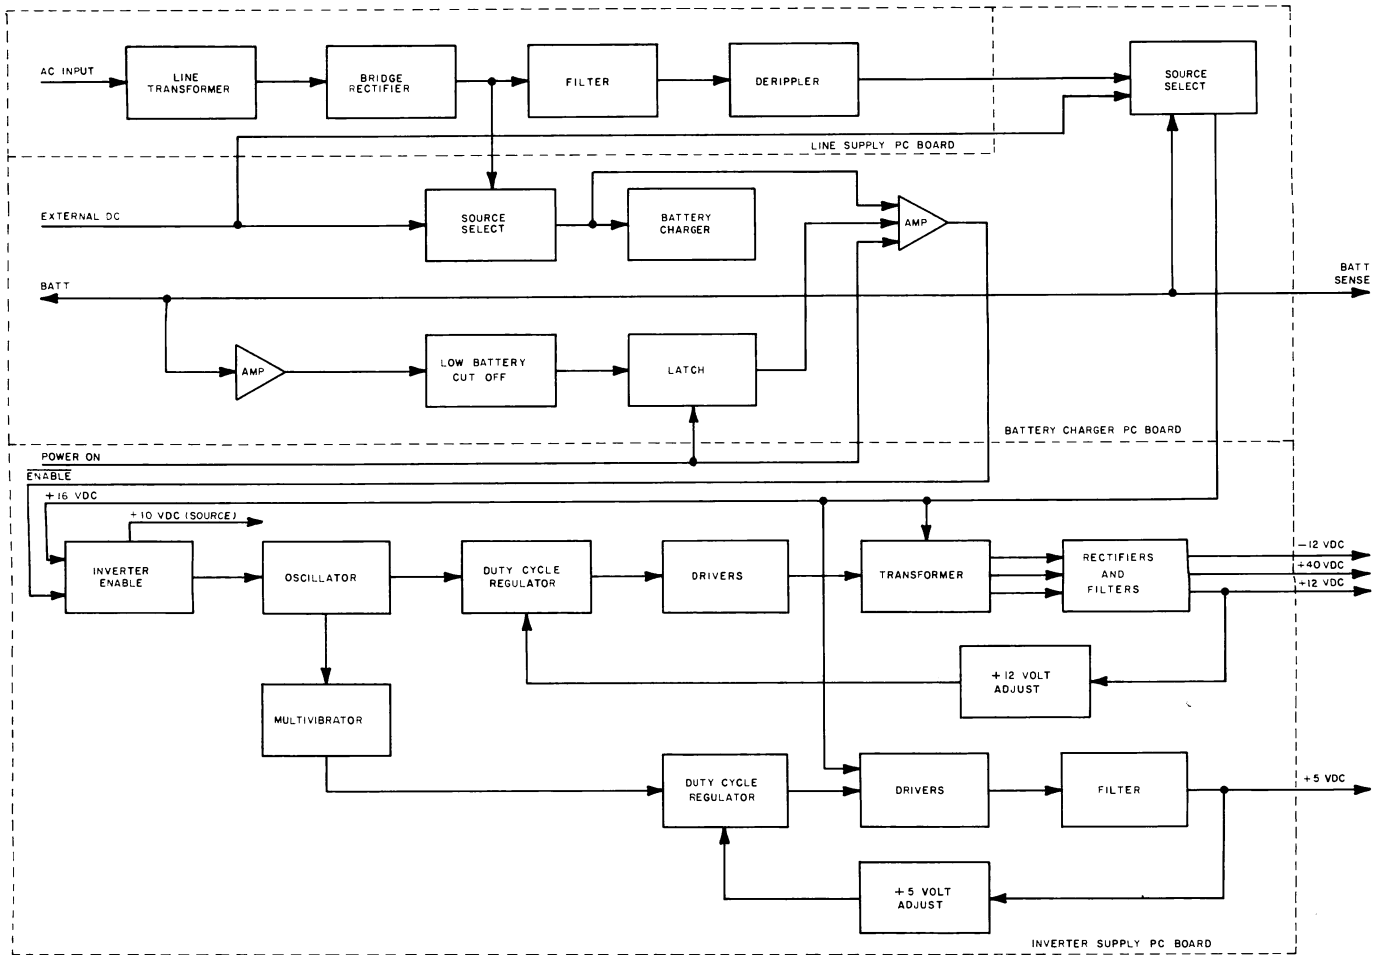 AC INPUT
LINE
TRANSFORMER
BRIDGE
RECTIFIER
FILTER
DERIPPLER
SOURCE
SELECT
LINE SUPPLY PC BOARD
EXTERNAL DC
SOURCE
SELECT
BATTERY
CHARGER
AMP
BATT
BATT
SENSE
AMP
LOW BATTERY
CUT OFF
LATCH
BATTERY CHARGER PC BOARD
POWER ON
ENABLE
+16 VDC
+10 VDC (SOURCE)
INVERTER
ENABLE
OSCILLATOR
DUTY CYCLE
REGULATOR
DRIVERS
TRANSFORMER
RECTIFIERS
AND
FILTERS
-12 VDC
+40 VDC
+12 VDC
+12 VOLT
ADJUST
MULTIVIBRATOR
DUTY CYCLE
REGULATOR
DRIVERS
FILTER
+5 VDC
+5 VOLT
ADJUST
INVERTER SUPPLY PC BOARD